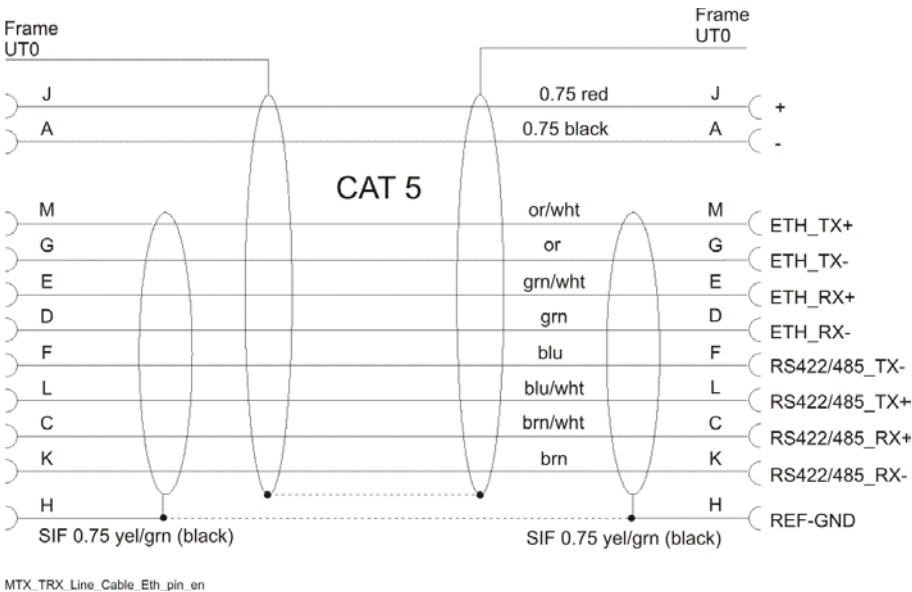 Frame
UT0
Frame
UT0
J 0.75 red J +
A 0.75 black A -
CAT 5
M or/wht M ETH_TX+
G or G ETH_TX-
E grn/wht E ETH_RX+
D grn D ETH_RX-
F blu F RS422/485_TX-
L blu/wht L RS422/485_TX+
C brn/wht C RS422/485_RX+
K brn K RS422/485_RX-
H H REF-GND
SIF 0.75 yel/grn (black) SIF 0.75 yel/grn (black)
MTX_TRX_Line_Cable_Eth_pin_en